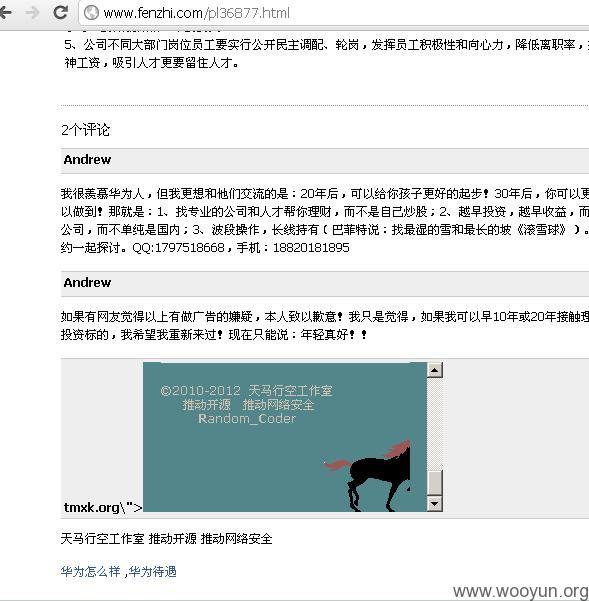 www.fenzhi.com/pl36877.html
5、公司不同大部门岗位员工要实行公开民主调配、轮岗，发挥员工积极性和向心力，降低离职率，
神工资，吸引人才更要留住人才。
2个评论
Andrew
我很羡慕华为人，但我更想和他们交流的是：20年后，可以给你孩子更好的起步！30年后，你可以更
以做到！那就是：1、找专业的公司和人才帮你理财，而不是自己炒股；2、越早投资，越早收益，而
公司，而不单纯是国内；3、波段操作，长线持有（巴菲特说：找最湿的雪和最长的坡《滚雪球》）。
约一起探讨。QQ:1797518668，手机：18820181895
Andrew
如果有网友觉得以上有做广告的嫌疑，本人致以歉意！我只是觉得，如果我可以早10年或20年接触理
投资标的，我希望我重新来过！现在只能说：年轻真好！！
©2010-2012 天马行空工作室
推动开源 推动网络安全
Random_Coder
tmxk.org\">
天马行空工作室 推动开源 推动网络安全
华为怎么样 ,华为待遇
www.wooyun.org